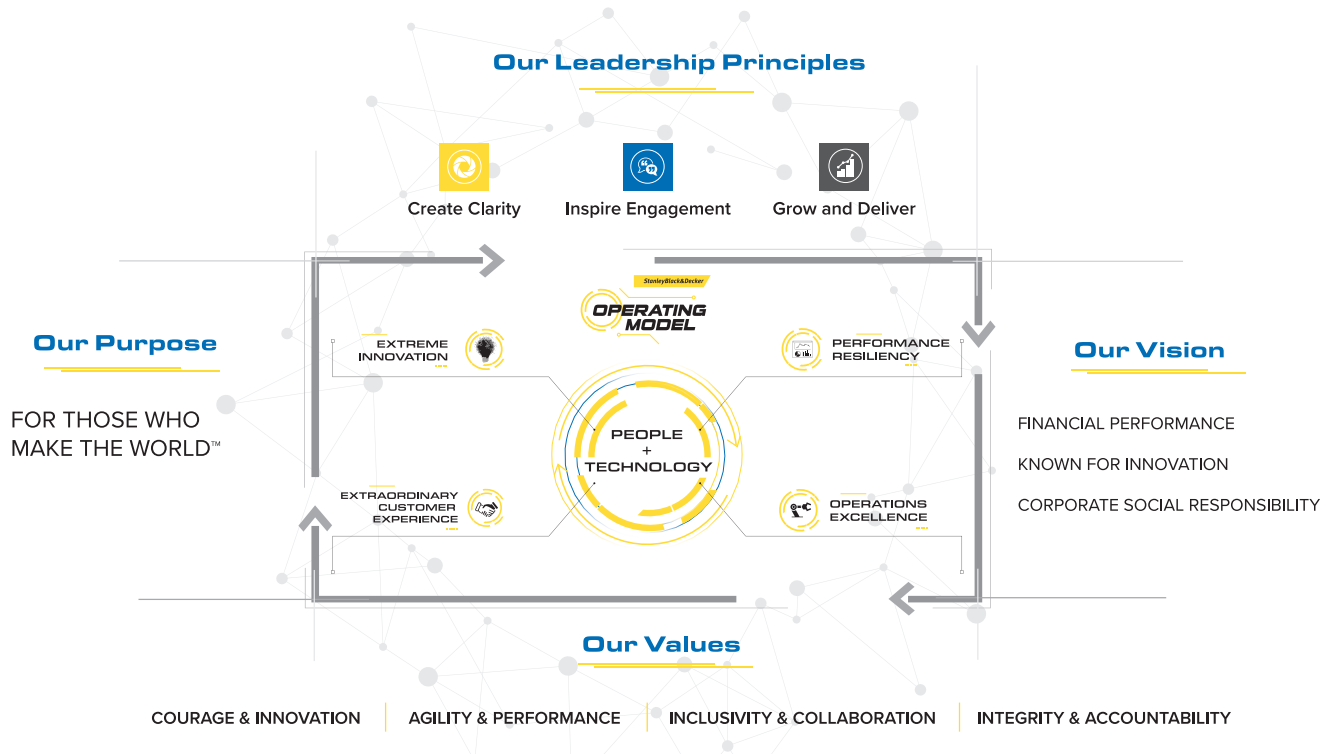 Our Leadership Principles
Create Clarity
Inspire Engagement
Grow and Deliver
StanleyBlack&Decker
OPERATING
MODEL
Our Purpose
FOR THOSE WHO
MAKE THE WORLD™
EXTREME
INNOVATION
PERFORMANCE
RESILIENCY
PEOPLE
+
TECHNOLOGY
EXTRAORDINARY
CUSTOMER
EXPERIENCE
OPERATIONS
EXCELLENCE
Our Vision
FINANCIAL PERFORMANCE
KNOWN FOR INNOVATION
CORPORATE SOCIAL RESPONSIBILITY
Our Values
COURAGE & INNOVATION
AGILITY & PERFORMANCE
INCLUSIVITY & COLLABORATION
INTEGRITY & ACCOUNTABILITY